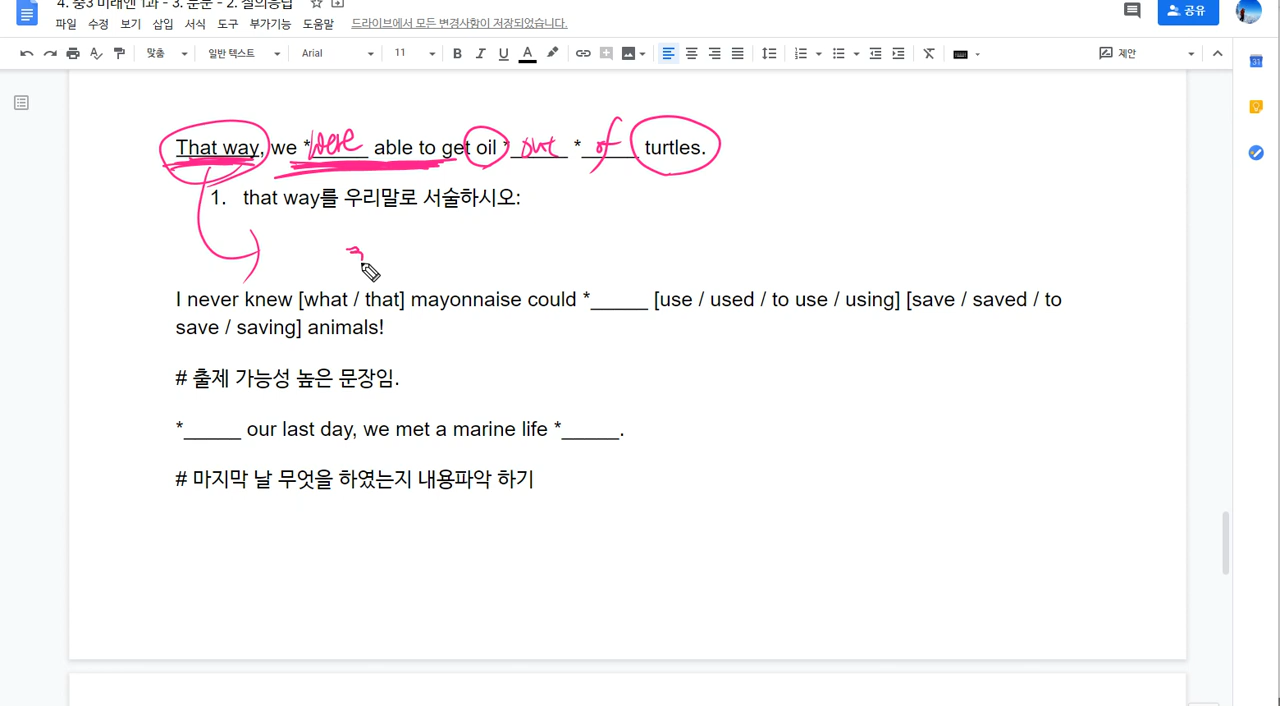 4. 중3 미래엔 1과 - 3. 본문 - 2. 질의응답
파일 수정 보기 삽입 서식 도구 부가기능 도움말 드라이브에서 모든 변경사항이 저장되었습니다.
공유
맞춤 일반 텍스트 Arial 11 B I U A 제안
31
That way, we *were able to get oil *out *of turtles.
1. that way를 우리말로 서술하시오:
I never knew [what / that] mayonnaise could *_____ [use / used / to use / using] [save / saved / to
save / saving] animals!
# 출제 가능성 높은 문장임.
*_____ our last day, we met a marine life *_____.
# 마지막 날 무엇을 하였는지 내용파악 하기